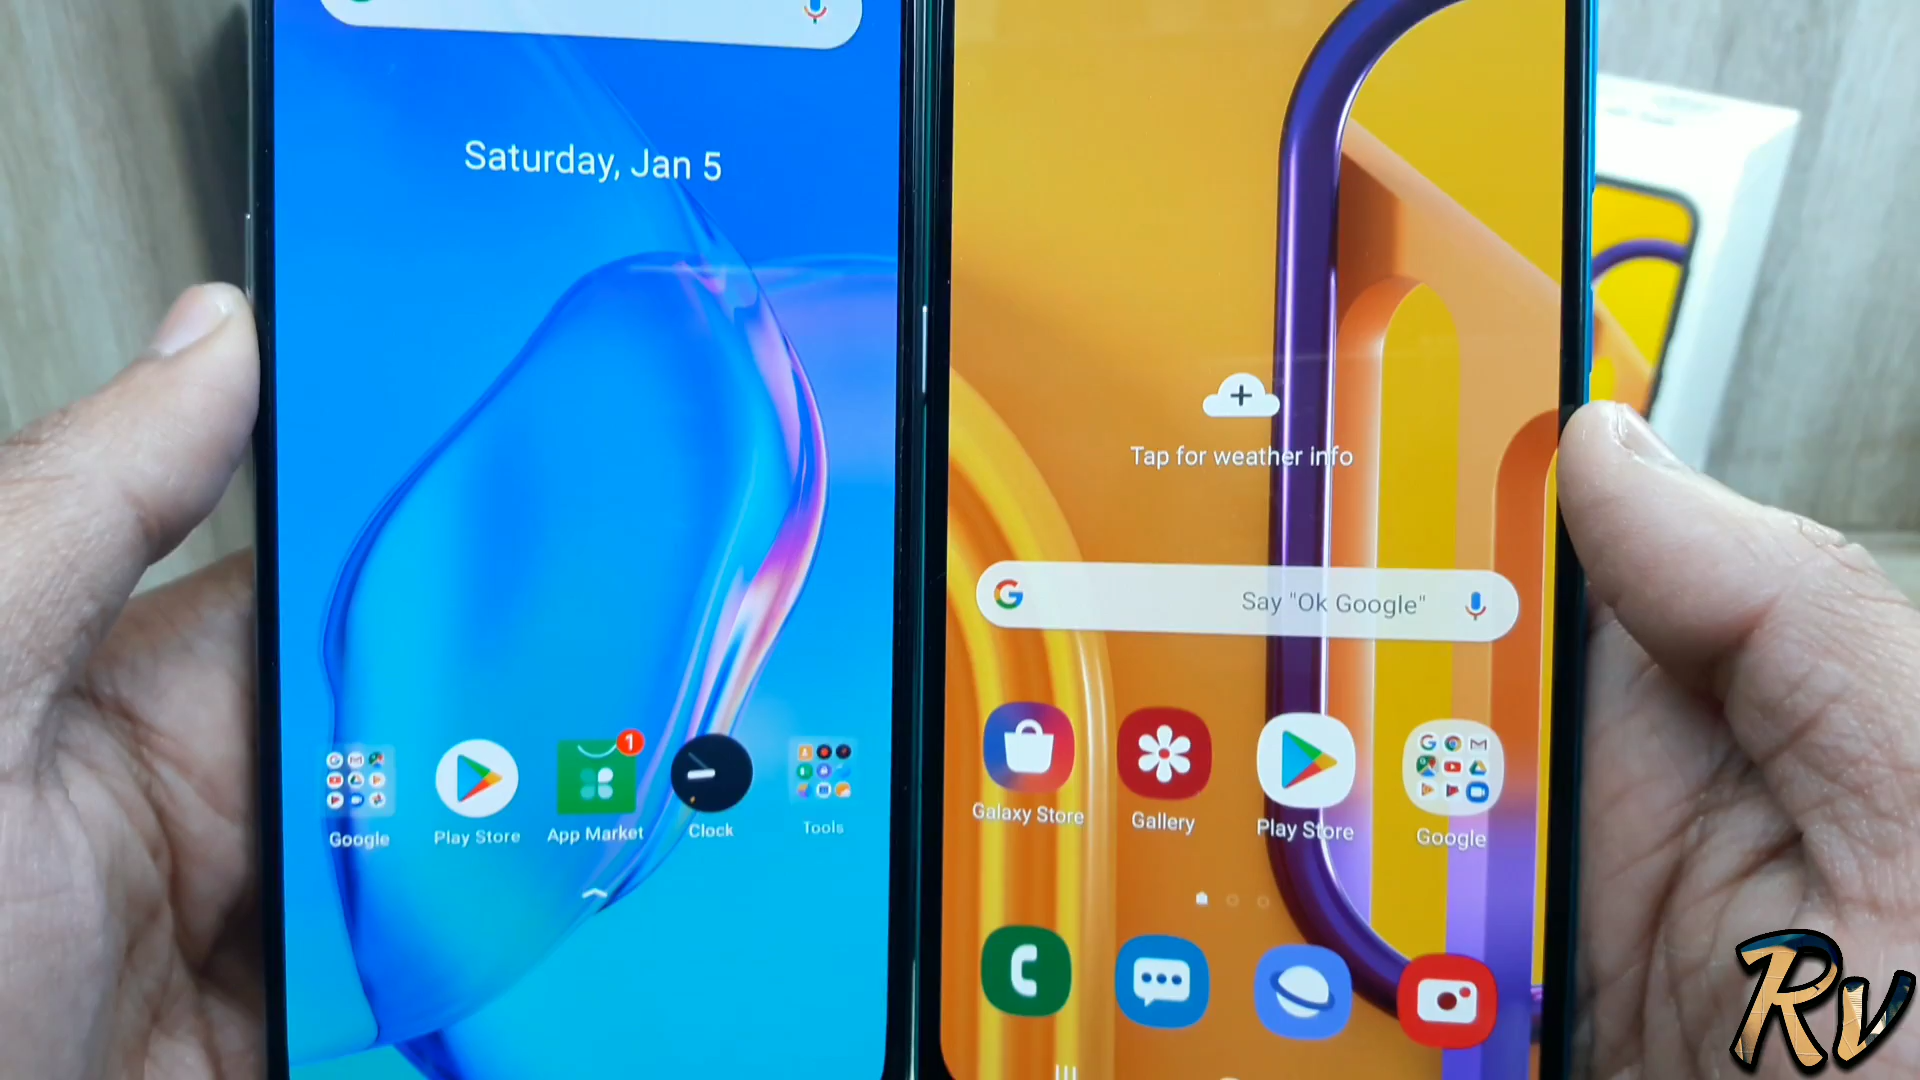 Saturday, Jan 5
Google
Play Store
App Market
1
Clock
Tools
Tap for weather info
G
Say "Ok Google"
Galaxy Store
Gallery
Play Store
Google
Rv